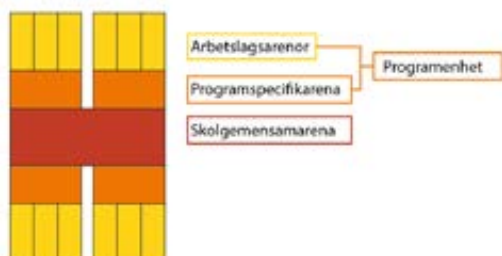 Arbetslagsarenor
Programenhet
Programspecifikarena
Skolgemensamarena